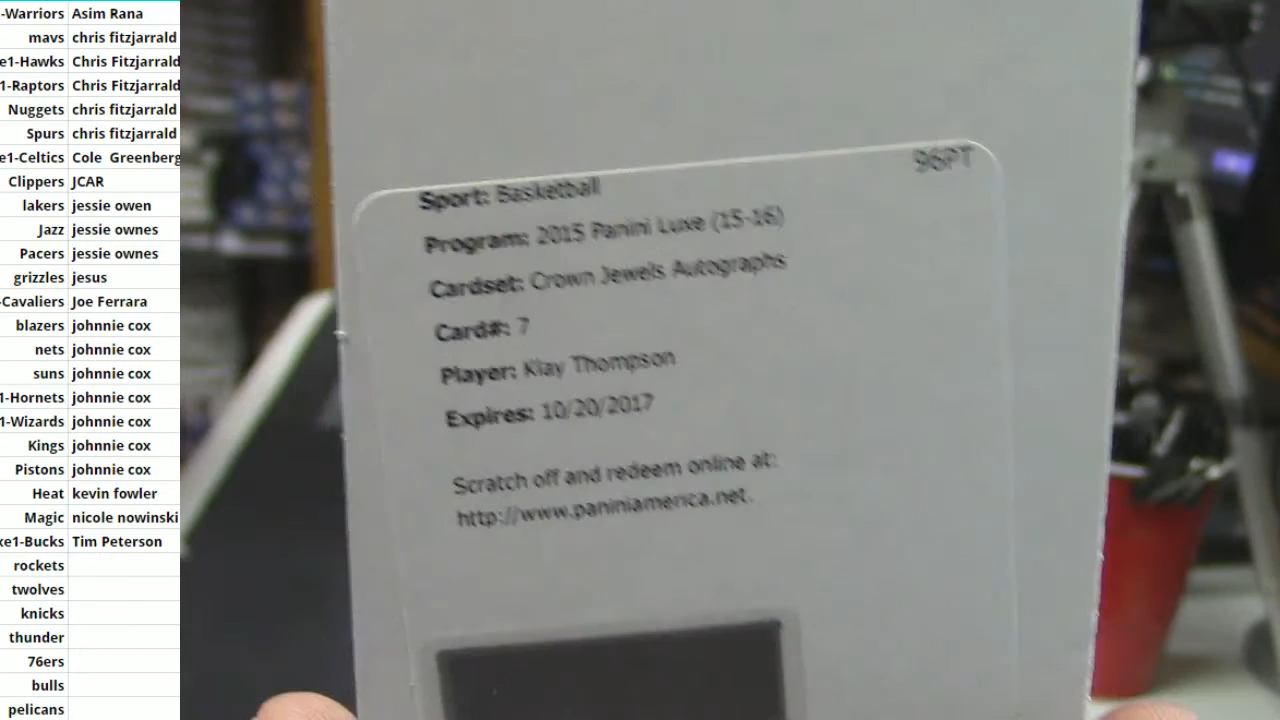 -Warriors Asim Rana
mavs chris fitzjarrald
e1-Hawks Chris Fitzjarrald
1-Raptors Chris Fitzjarrald
Nuggets chris fitzjarrald
Spurs chris fitzjarrald
e1-Celtics Cole Greenberg
Clippers JCAR
lakers jessie owen
Jazz jessie ownes
Pacers jessie ownes
grizzles jesus
-Cavaliers Joe Ferrara
blazers johnnie cox
nets johnnie cox
suns johnnie cox
1-Hornets johnnie cox
1-Wizards johnnie cox
Kings johnnie cox
Pistons johnnie cox
Heat kevin fowler
Magic nicole nowinski
xe1-Bucks Tim Peterson
rockets
twolves
knicks
thunder
76ers
bulls
pelicans
96PT
Sport: Basketball
Program: 2015 Panini Luxe (15-16)
Cardset: Crown Jewels Autographs
Card#: 7
Player: Klay Thompson
Expires: 10/20/2017
Scratch off and redeem online at:
http://www.paniniamerica.net.